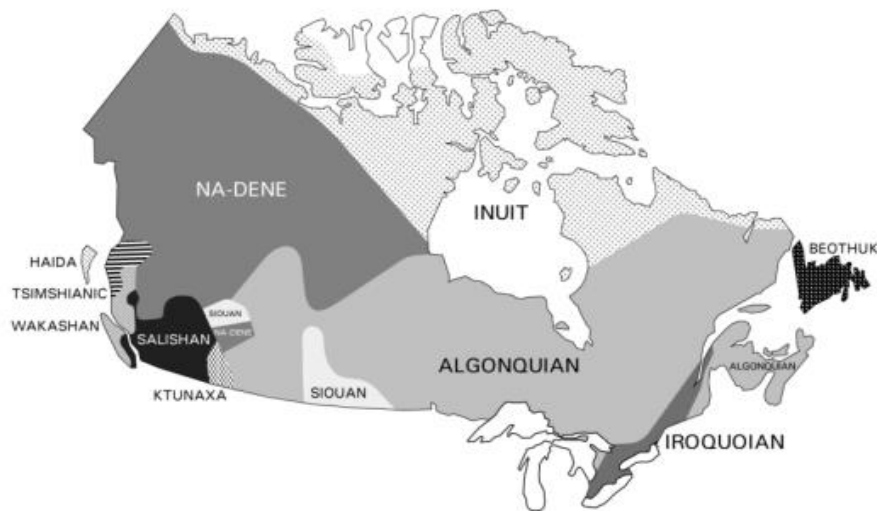 NA-DENE
INUIT
BEOTHUK
HAIDA
TSIMSHIANIC
SIOUAN
WAKASHAN
SALISHAN
NA-DENE
ALGONQUIAN
ALGONQUIAN
KTUNAXA
SIOUAN
IROQUOIAN